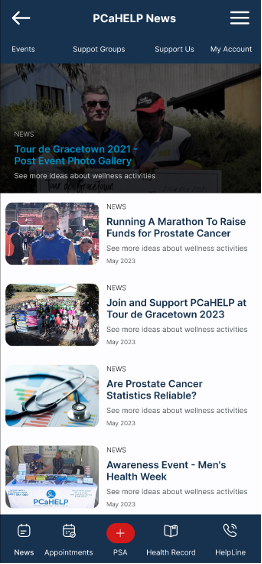 PCaHELP News
Events Suppot Groups Support Us My Account
NEWS
Tour de Gracetown 2021 -
Post Event Photo Gallery
See more ideas about wellness activities
NEWS
Running A Marathon To Raise
Funds for Prostate Cancer
See more ideas about wellness activities
May 2023
NEWS
Join and Support PCaHELP at
Tour de Gracetown 2023
See more ideas about wellness activities
May 2023
NEWS
Are Prostate Cancer
Statistics Reliable?
See more ideas about wellness activities
May 2023
NEWS
Awareness Event - Men's
Health Week
See more ideas about wellness activities
May 2023
PCaHELP
News Appointments PSA Health Record HelpLine